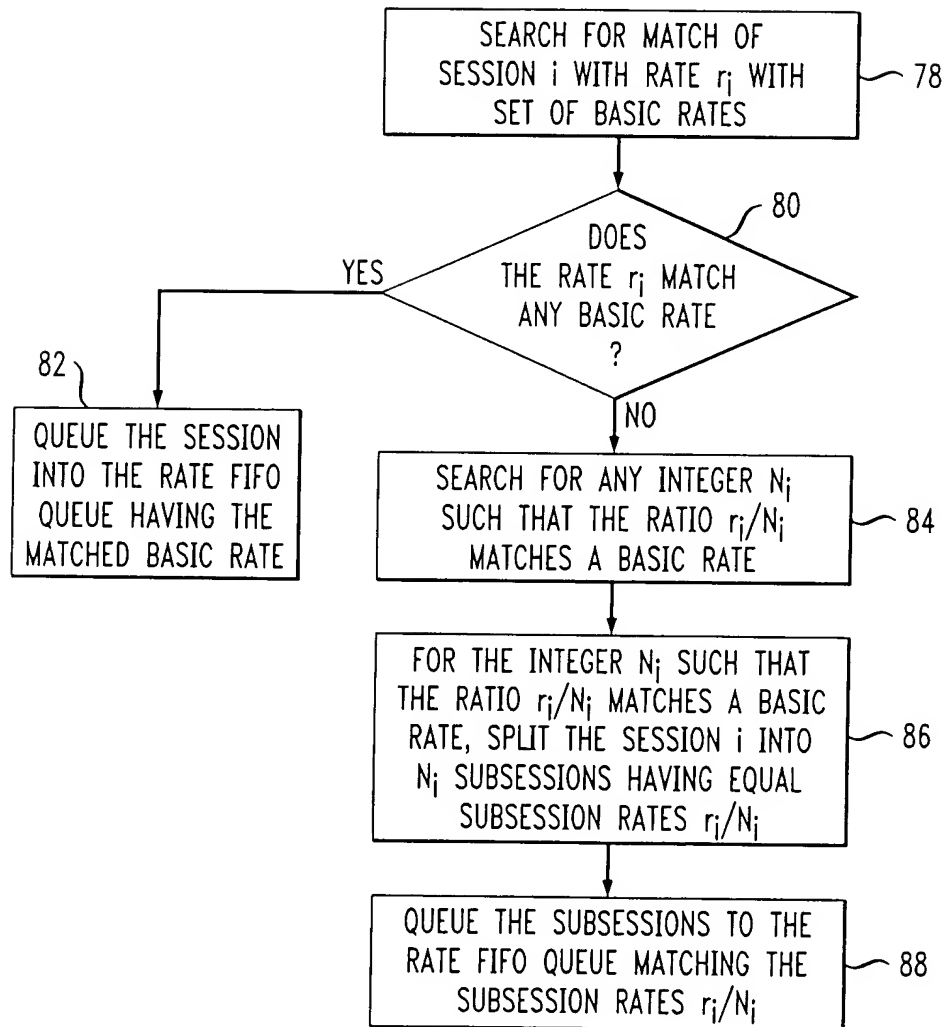 SEARCH FOR MATCH OF
SESSION i WITH RATE ri WITH
SET OF BASIC RATES
78
80
DOES
THE RATE ri MATCH
ANY BASIC RATE
?
YES
NO
82
QUEUE THE SESSION
INTO THE RATE FIFO
QUEUE HAVING THE
MATCHED BASIC RATE
SEARCH FOR ANY INTEGER Ni
SUCH THAT THE RATIO ri/Ni
MATCHES A BASIC RATE
84
FOR THE INTEGER Ni SUCH THAT
THE RATIO ri/Ni MATCHES A BASIC
RATE, SPLIT THE SESSION i INTO
Ni SUBSESSIONS HAVING EQUAL
SUBSESSION RATES ri/Ni
86
QUEUE THE SUBSESSIONS TO THE
RATE FIFO QUEUE MATCHING THE
SUBSESSION RATES ri/Ni
88